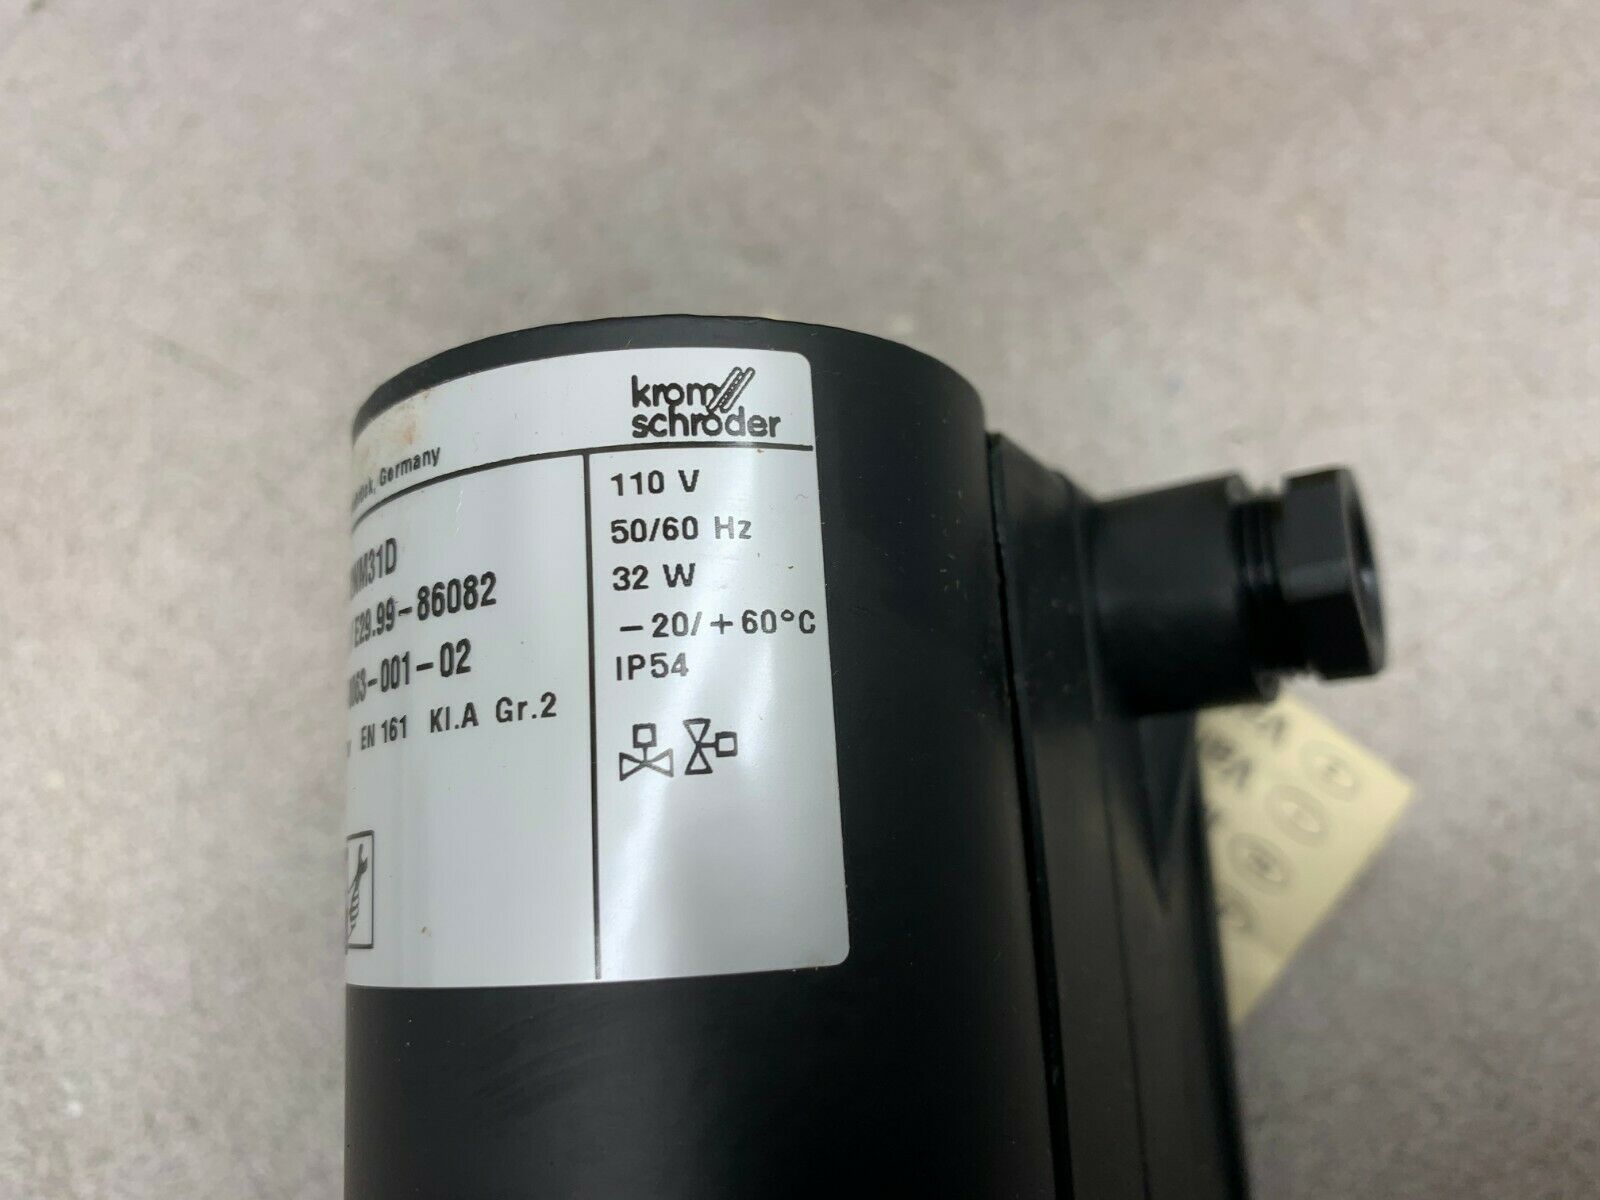 krom
schröder
Germany
110 V
50/60 Hz
32 W
-20/+60°C
IP54
E29.99-86082
-001-02
EN 161 Kl.A Gr.2